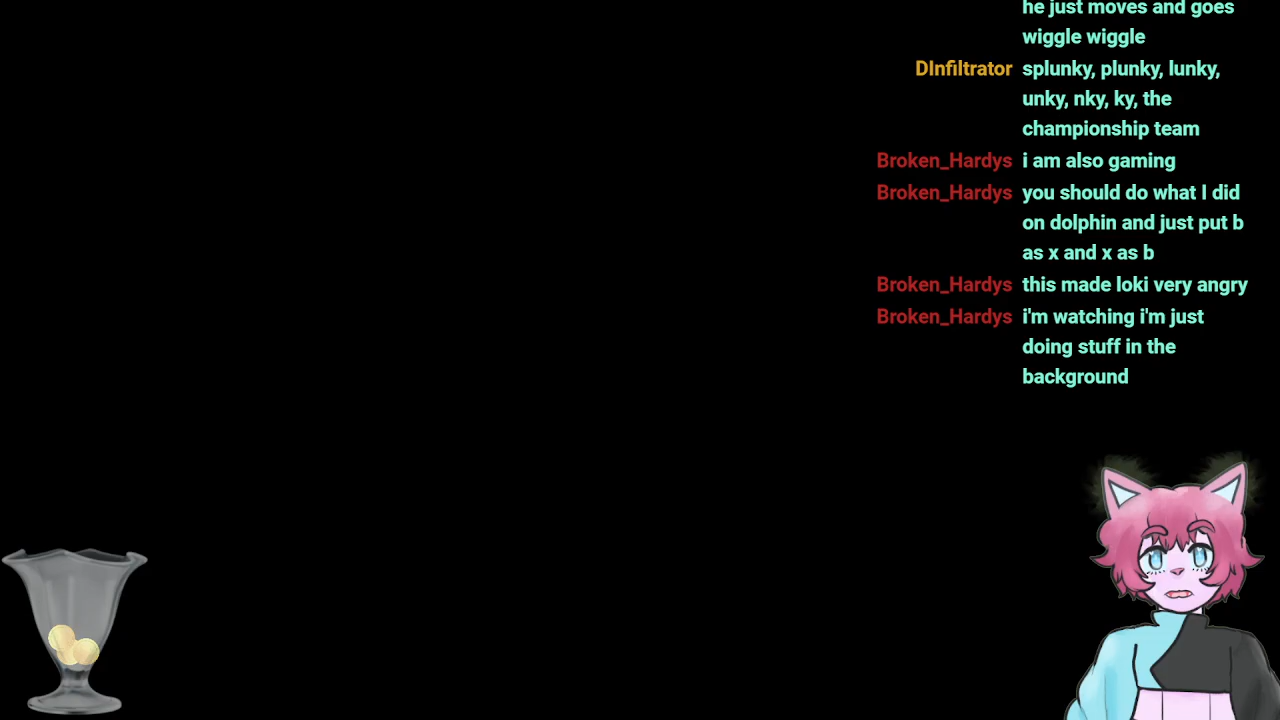 he just moves and goes
wiggle wiggle
DInfiltrator splunky, plunky, lunky,
unky, nky, ky, the
championship team
Broken_Hardys i am also gaming
Broken_Hardys you should do what I did
on dolphin and just put b
as x and x as b
Broken_Hardys this made loki very angry
Broken_Hardys i'm watching i'm just
doing stuff in the
background